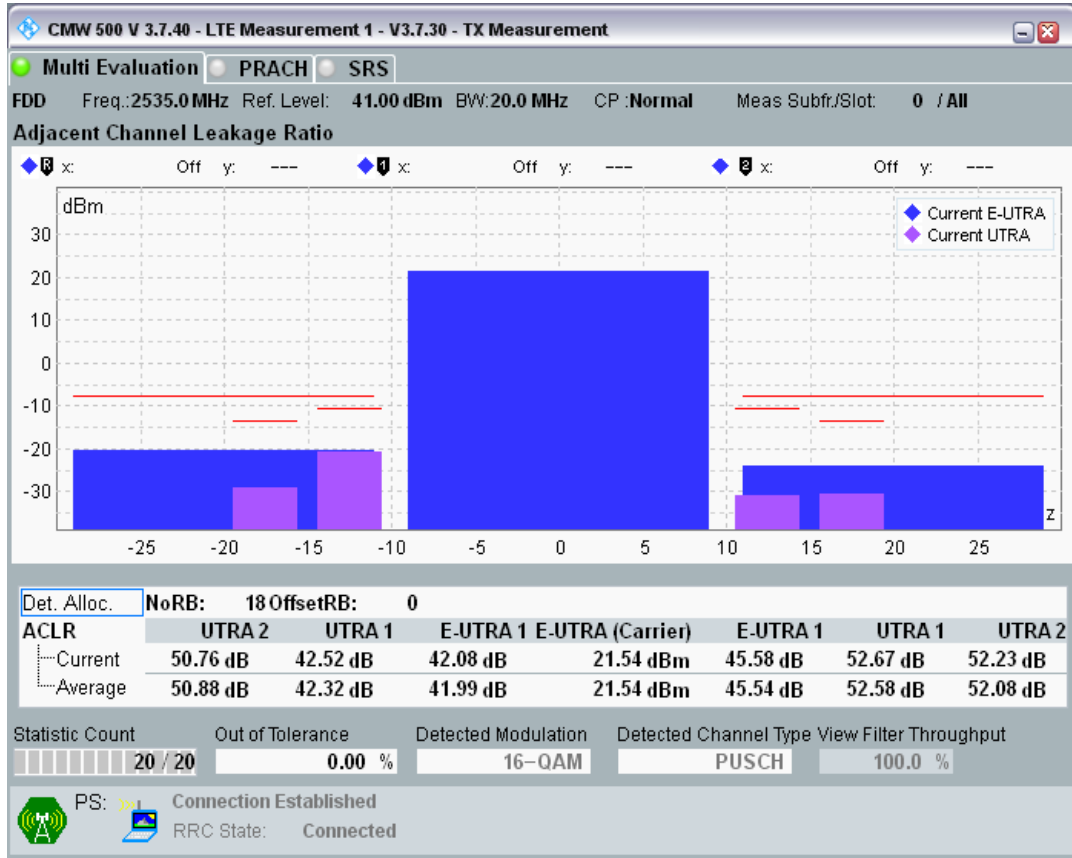 CMW 500 V 3.7.40 - LTE Measurement 1 - V3.7.30 - TX Measurement
Multi Evaluation PRACH SRS
FDD Freq.:2535.0 MHz Ref. Level: 41.00 dBm BW:20.0 MHz CP :Normal Meas Subfr./Slot: 0 / All
Adjacent Channel Leakage Ratio
R x: Off y: --- 1 x: Off y: --- 2 x: Off y: ---
dBm
Current E-UTRA
Current UTRA
30
20
10
0
-10
-20
-30
z
-25 -20 -15 -10 -5 0 5 10 15 20 25
Det. Alloc. NoRB: 18 OffsetRB: 0
ACLR UTRA 2 UTRA 1 E-UTRA 1 E-UTRA (Carrier) E-UTRA 1 UTRA 1 UTRA 2
Current 50.76 dB 42.52 dB 42.08 dB 21.54 dBm 45.58 dB 52.67 dB 52.23 dB
Average 50.88 dB 42.32 dB 41.99 dB 21.54 dBm 45.54 dB 52.58 dB 52.08 dB
Statistic Count Out of Tolerance Detected Modulation Detected Channel Type View Filter Throughput
20 / 20 0.00 % 16-QAM PUSCH 100.0 %
PS: Connection Established
RRC State: Connected